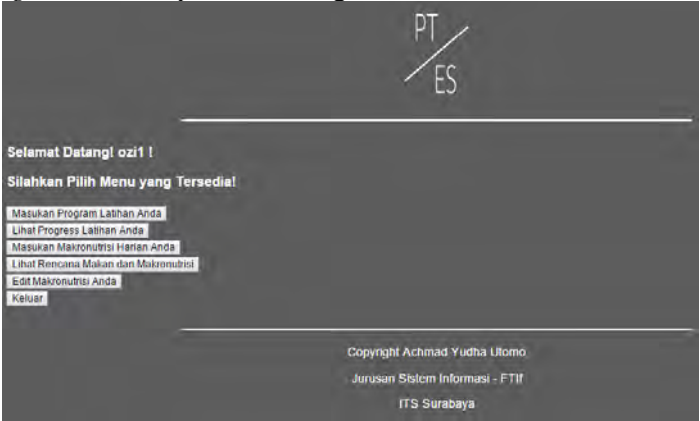 PT
ES
Selamat Datang! ozi1 !
Silahkan Pilih Menu yang Tersedia!
Masukan Program Latihan Anda
Lihat Progress Latihan Anda
Masukan Makronutrisi Harian Anda
Lihat Rencana Makan dan Makronutrisi
Edit Makronutrisi Anda
Keluar
Copyright Achmad Yudha Utomo
Jurusan Sistem Informasi - FTIf
ITS Surabaya